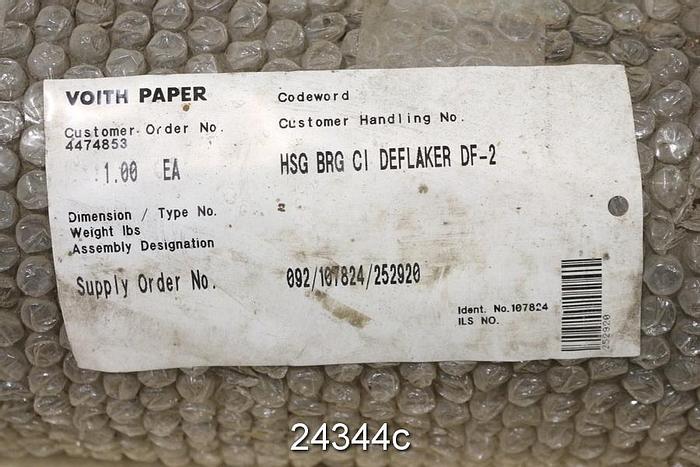 VOITH PAPER
Codeword
Customer Order No.
Customer Handling No.
4474853
1.00 EA
HSG BRG CI DEFLAKER DF-2
Dimension / Type No.
Weight lbs
Assembly Designation
Supply Order No.
092/107824/252920
Ident. No.107824
ILS NO.
252920
24344c